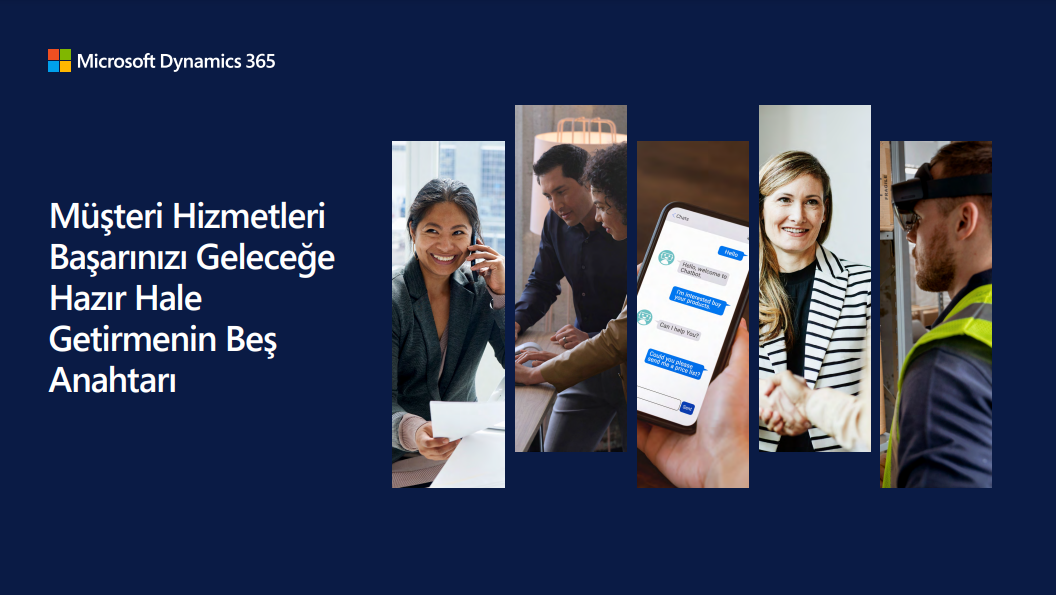 Microsoft Dynamics 365
Müşteri Hizmetleri
Başarınızı Geleceğe
Hazır Hale
Getirmenin Beş
Anahtarı
Chats
Hello
Hello, welcome to
Chatbot.
I'm interested buy
your products.
Can I help You?
Could you please
send me a price list?
Send